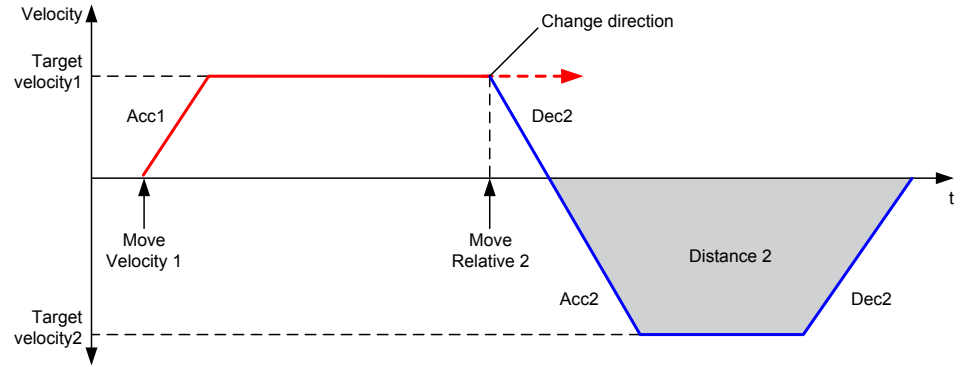 Velocity
Change direction
Target
velocity1
Acc1
Dec2
t
Move
Velocity 1
Move
Relative 2
Distance 2
Acc2
Dec2
Target
velocity2